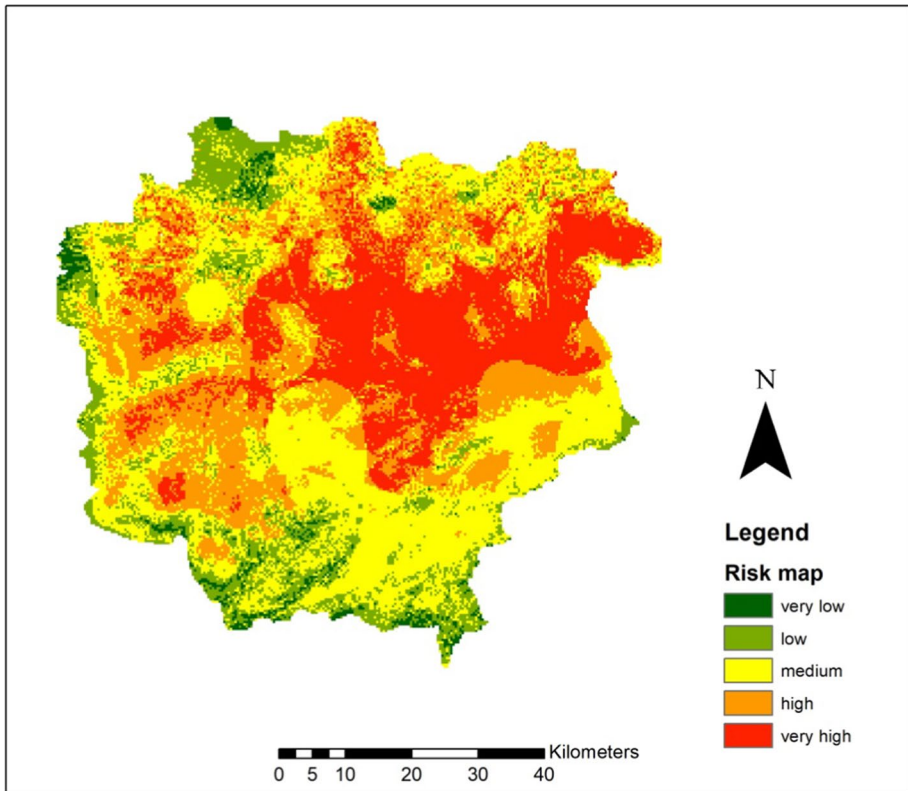 N
Legend
Risk map
very low
low
medium
high
very high
Kilometers
0 5 10 20 30 40